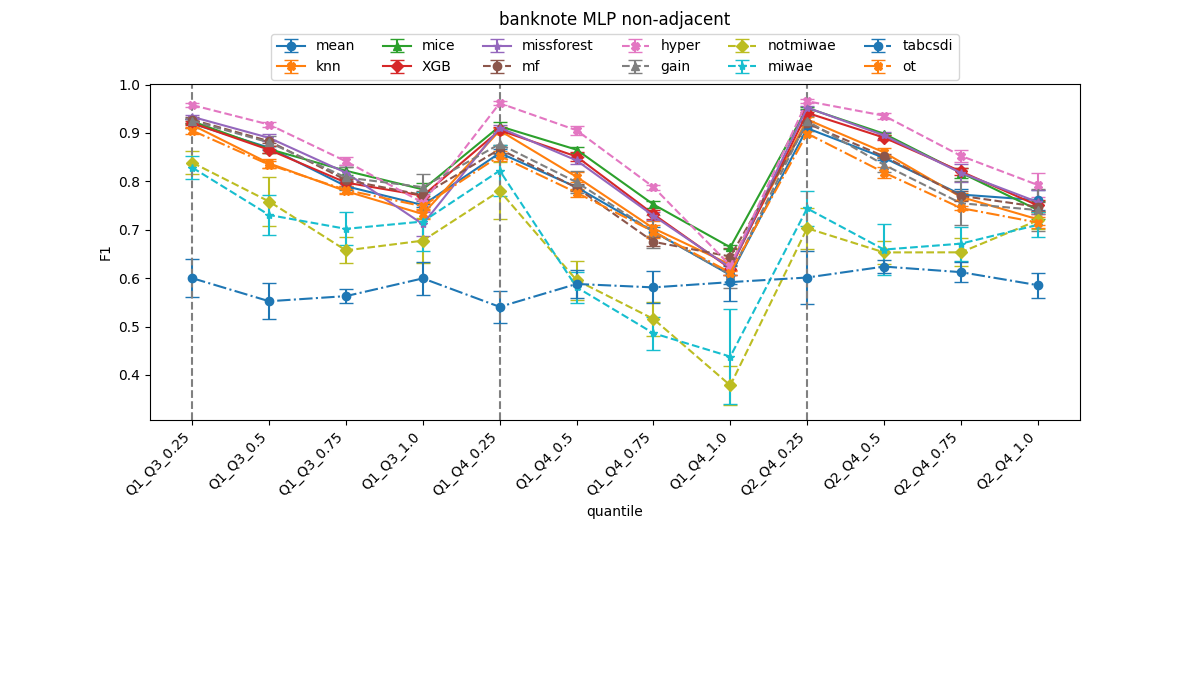 banknote MLP non-adjacent
mean mice missforest hyper notmiwae tabcsdi
knn XGB mf gain miwae ot
1.0
0.9
0.8
0.7
0.6
0.5
0.4
F1
Q1_Q3_0.25 Q1_Q3_0.5 Q1_Q3_0.75 Q1_Q3_1.0 Q1_Q4_0.25 Q1_Q4_0.5 Q1_Q4_0.75 Q1_Q4_1.0 Q2_Q4_0.25 Q2_Q4_0.5 Q2_Q4_0.75 Q2_Q4_1.0
quantile